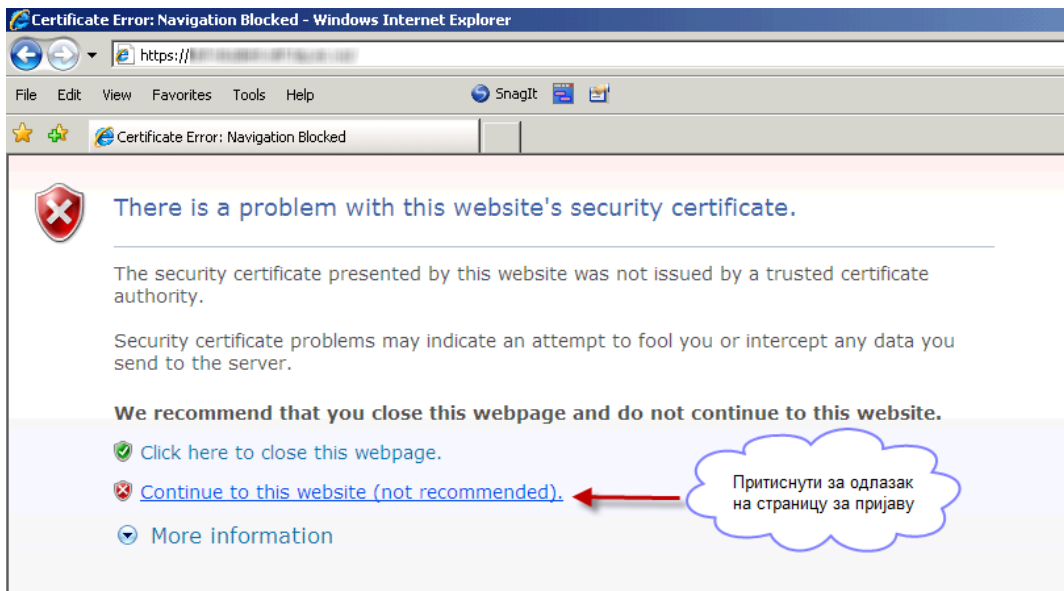 Certificate Error: Navigation Blocked - Windows Internet Explorer
https://
File Edit View Favorites Tools Help SnagIt
Certificate Error: Navigation Blocked
There is a problem with this website's security certificate.
The security certificate presented by this website was not issued by a trusted certificate
authority.
Security certificate problems may indicate an attempt to fool you or intercept any data you
send to the server.
We recommend that you close this webpage and do not continue to this website.
Click here to close this webpage.
Continue to this website (not recommended).
Притиснути за одлазак
на страницу за пријаву
More information